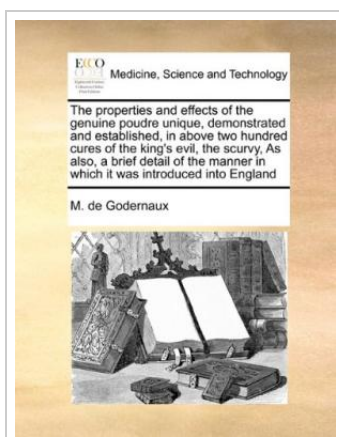 ECCO
Medicine, Science and Technology
The properties and effects of the
genuine poudre unique, demonstrated
and established, in above two hundred
cures of the king's evil, the scurvy, As
also, a brief detail of the manner in
which it was introduced into England
M. de Godernaux